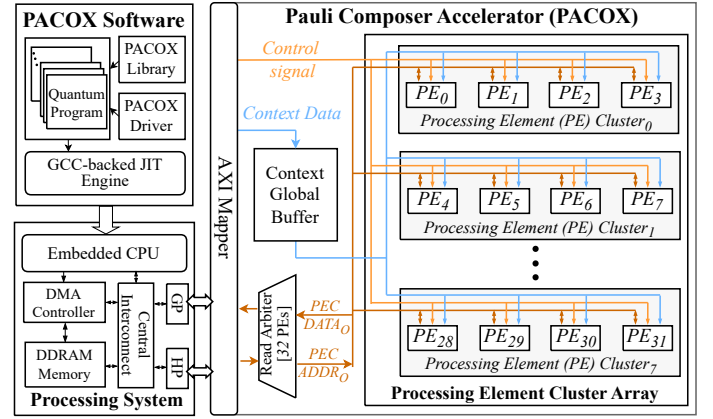 PACOX Software
Quantum
Program
PACOX
Library
PACOX
Driver
GCC-backed JIT
Engine
Processing System
Embedded CPU
DMA
Controller
DDRAM
Memory
Central
Interconnect
GP
HP
AXI Mapper
Pauli Composer Accelerator (PACOX)
Control
signal
Context Data
Context
Global
Buffer
Read Arbiter
[32 PEs]
PEC
DATA_O
PEC
ADDR_O
PE_0 PE_1 PE_2 PE_3
Processing Element (PE) Cluster_0
PE_4 PE_5 PE_6 PE_7
Processing Element (PE) Cluster_1
PE_28 PE_29 PE_30 PE_31
Processing Element (PE) Cluster_7
Processing Element Cluster Array